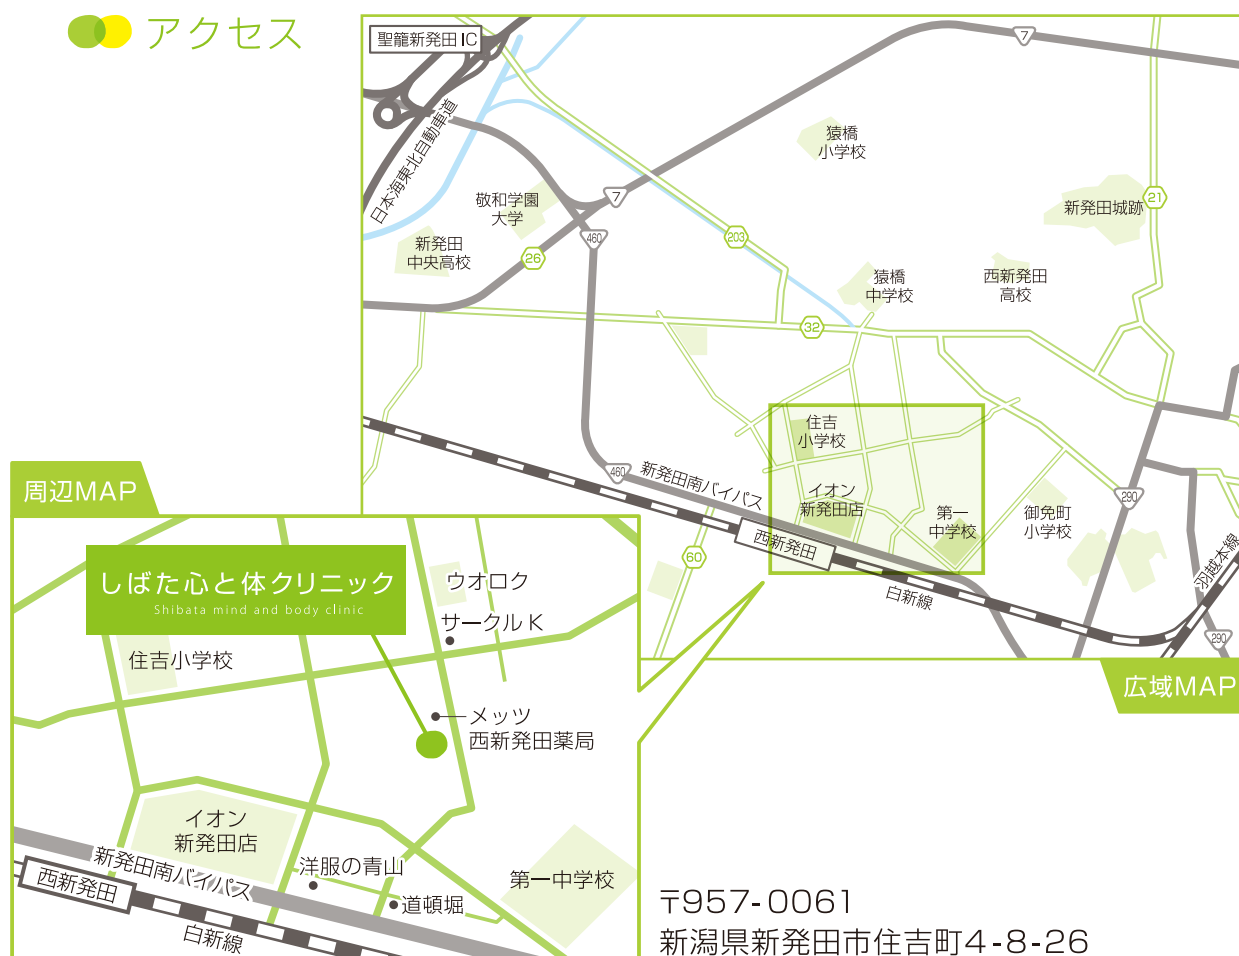 アクセス
聖籠新発田IC
日本海東北自動車道
7
猿橋
小学校
敬和学園
大学
7
新発田城跡
21
新発田
中央高校
460
26
203
猿橋
中学校
西新発田
高校
32
住吉
小学校
460
新発田南バイパス
イオン
新発田店
第一
中学校
御免町
小学校
290
西新発田
60
白新線
羽越本線
290
広域MAP
周辺MAP
しばた心と体クリニック
Shibata mind and body clinic
ウオロク
サークルK
住吉小学校
メッツ
西新発田薬局
イオン
新発田店
新発田南バイパス
洋服の青山
第一中学校
西新発田
道頓堀
白新線
〒957-0061
新潟県新発田市住吉町4-8-26